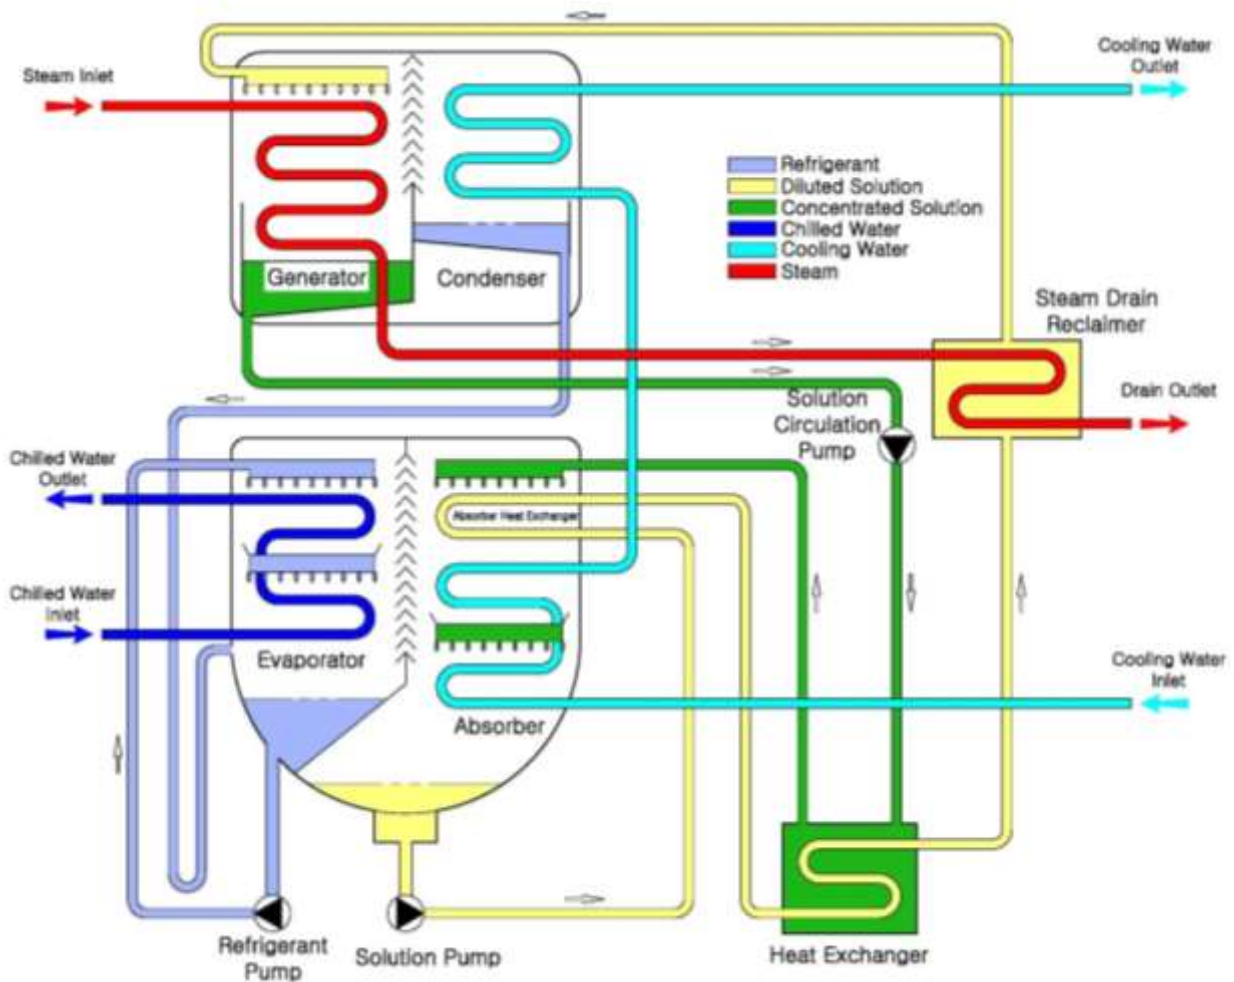 Cooling Water
Outlet
Steam Inlet
Refrigerant
Diluted Solution
Concentrated Solution
Chilled Water
Cooling Water
Steam
Generator
Condenser
Steam Drain
Reclaimer
Solution
Circulation
Pump
Drain Outlet
Chilled Water
Outlet
Absorber Heat Exchanger
Chilled Water
Inlet
Evaporator
Absorber
Cooling Water
Inlet
Refrigerant
Pump
Solution Pump
Heat Exchanger